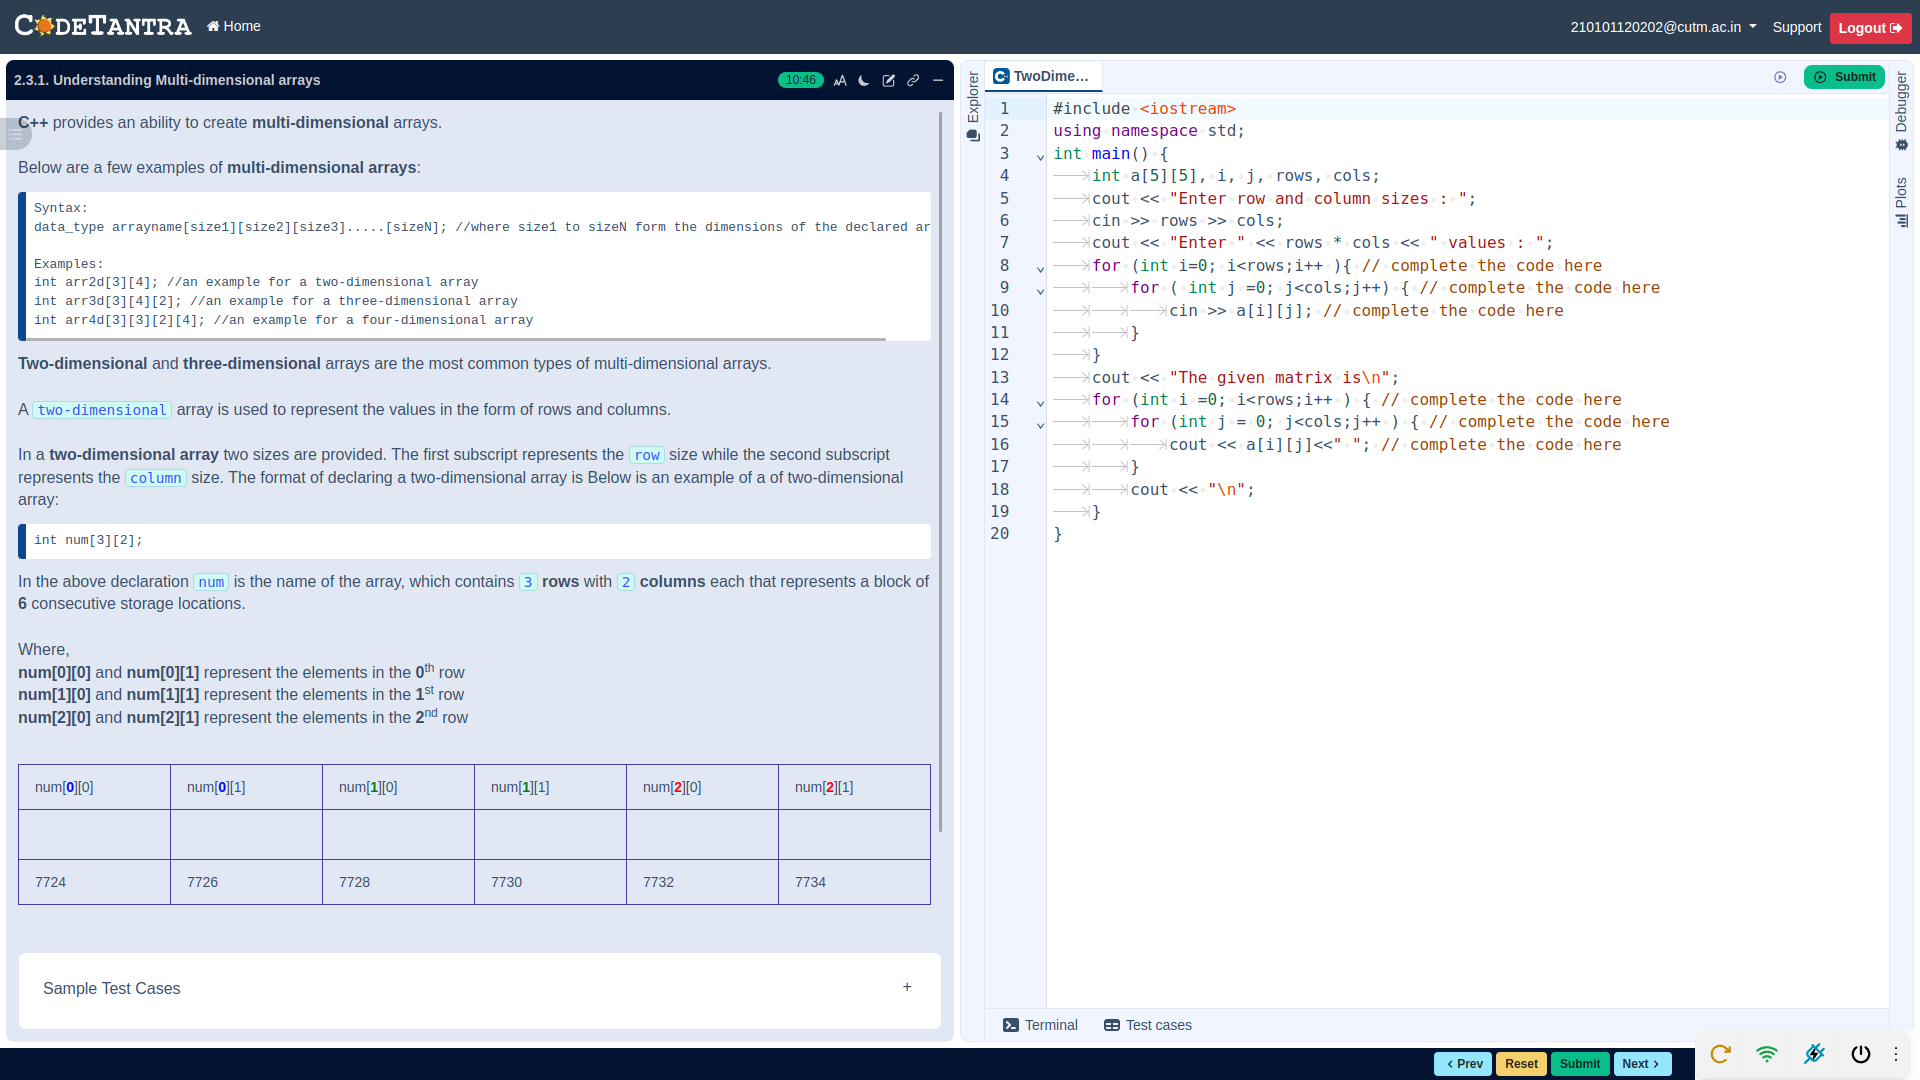 CODETANTRA Home
210101120202@cutm.ac.in Support Logout
2.3.1. Understanding Multi-dimensional arrays 10:46 AA
C++ provides an ability to create multi-dimensional arrays.
Below are a few examples of multi-dimensional arrays:
Syntax:
data_type arrayname[size1][size2][size3].....[sizeN]; //where size1 to sizeN form the dimensions of the declared ar
Examples:
int arr2d[3][4]; //an example for a two-dimensional array
int arr3d[3][4][2]; //an example for a three-dimensional array
int arr4d[3][3][2][4]; //an example for a four-dimensional array
Two-dimensional and three-dimensional arrays are the most common types of multi-dimensional arrays.
A two-dimensional array is used to represent the values in the form of rows and columns.
In a two-dimensional array two sizes are provided. The first subscript represents the row size while the second subscript
represents the column size. The format of declaring a two-dimensional array is Below is an example of a of two-dimensional
array:
int num[3][2];
In the above declaration num is the name of the array, which contains 3 rows with 2 columns each that represents a block of
6 consecutive storage locations.
Where,
num[0][0] and num[0][1] represent the elements in the 0th row
num[1][0] and num[1][1] represent the elements in the 1st row
num[2][0] and num[2][1] represent the elements in the 2nd row
num[0][0] num[0][1] num[1][0] num[1][1] num[2][0] num[2][1]
7724 7726 7728 7730 7732 7734
Sample Test Cases +
Explorer
TwoDime...
Submit
Debugger
Plots
1 #include <iostream>
2 using namespace std;
3 int main() {
4 int a[5][5], i, j, rows, cols;
5 cout << "Enter row and column sizes : ";
6 cin >> rows >> cols;
7 cout << "Enter " << rows * cols << " values : ";
8 for (int i=0; i<rows;i++ ){ // complete the code here
9 for ( int j =0; j<cols;j++) { // complete the code here
10 cin >> a[i][j]; // complete the code here
11 }
12 }
13 cout << "The given matrix is\n";
14 for (int i =0; i<rows;i++ ) { // complete the code here
15 for (int j = 0; j<cols;j++ ) { // complete the code here
16 cout << a[i][j]<<" "; // complete the code here
17 }
18 cout << "\n";
19 }
20 }
Terminal Test cases
< Prev Reset Submit Next >